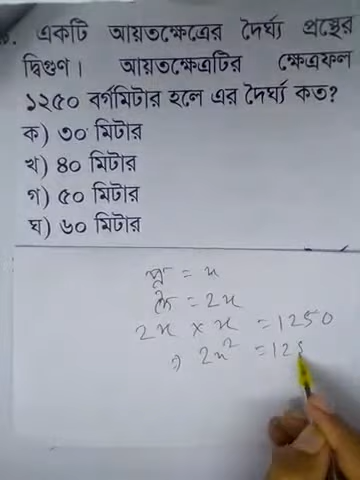 একটি আয়তক্ষেত্রের দৈর্ঘ্য প্রস্থের
দ্বিগুণ। আয়তক্ষেত্রটির ক্ষেত্রফল
১২৫০ বর্গমিটার হলে এর দৈর্ঘ্য কত?
ক) ৩০ মিটার
খ) ৪০ মিটার
গ) ৫০ মিটার
ঘ) ৬০ মিটার
প্র = x
দৈ = 2x
2x × x = 1250
⇒ 2x² = 125